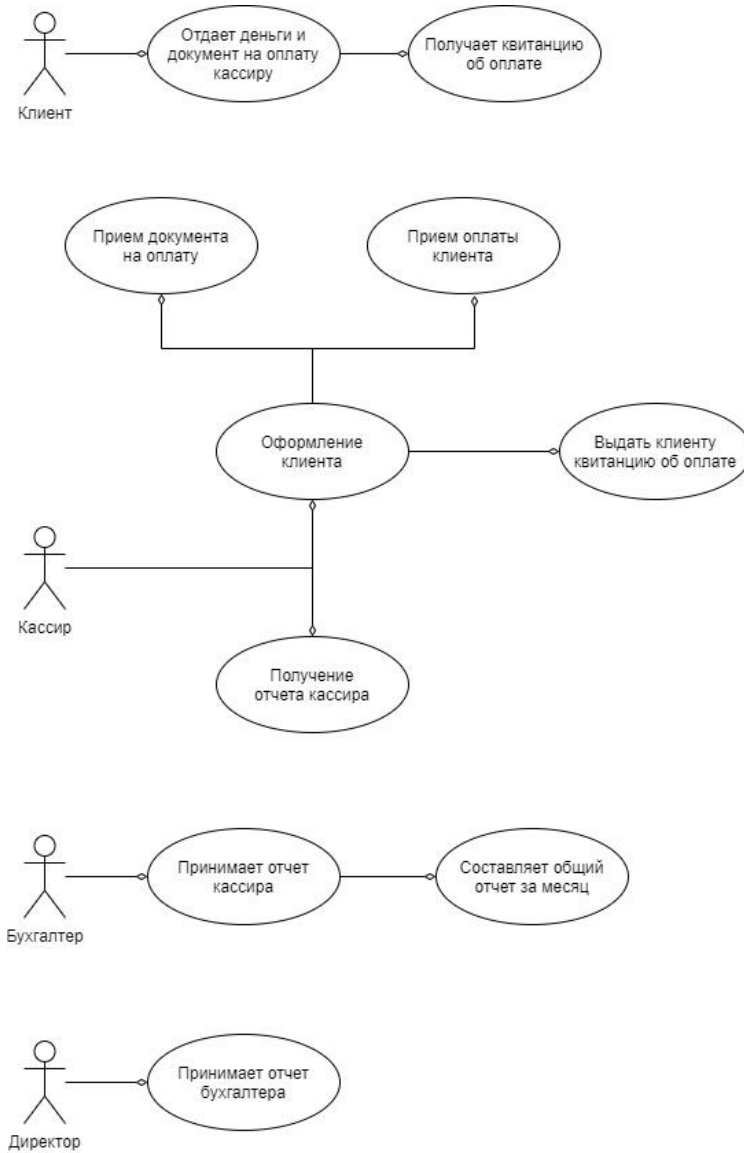 Отдает деньги и
документ на оплату
кассиру
Получает квитанцию
об оплате
Клиент
Прием документа
на оплату
Прием оплаты
клиента
Оформление
клиента
Выдать клиенту
квитанцию об оплате
Кассир
Получение
отчета кассира
Принимает отчет
кассира
Составляет общий
отчет за месяц
Бухгалтер
Принимает отчет
бухгалтера
Директор